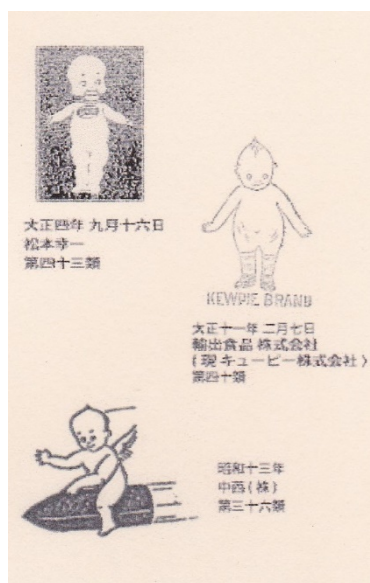 大正四年 九月十六日
松本幸一
第四十三類
KEWPIE BRAND
大正十一年 二月七日
輸出食品 株式会社
(現 キューピー株式会社)
第四十類
昭和十三年
中西(株)
第三十六類